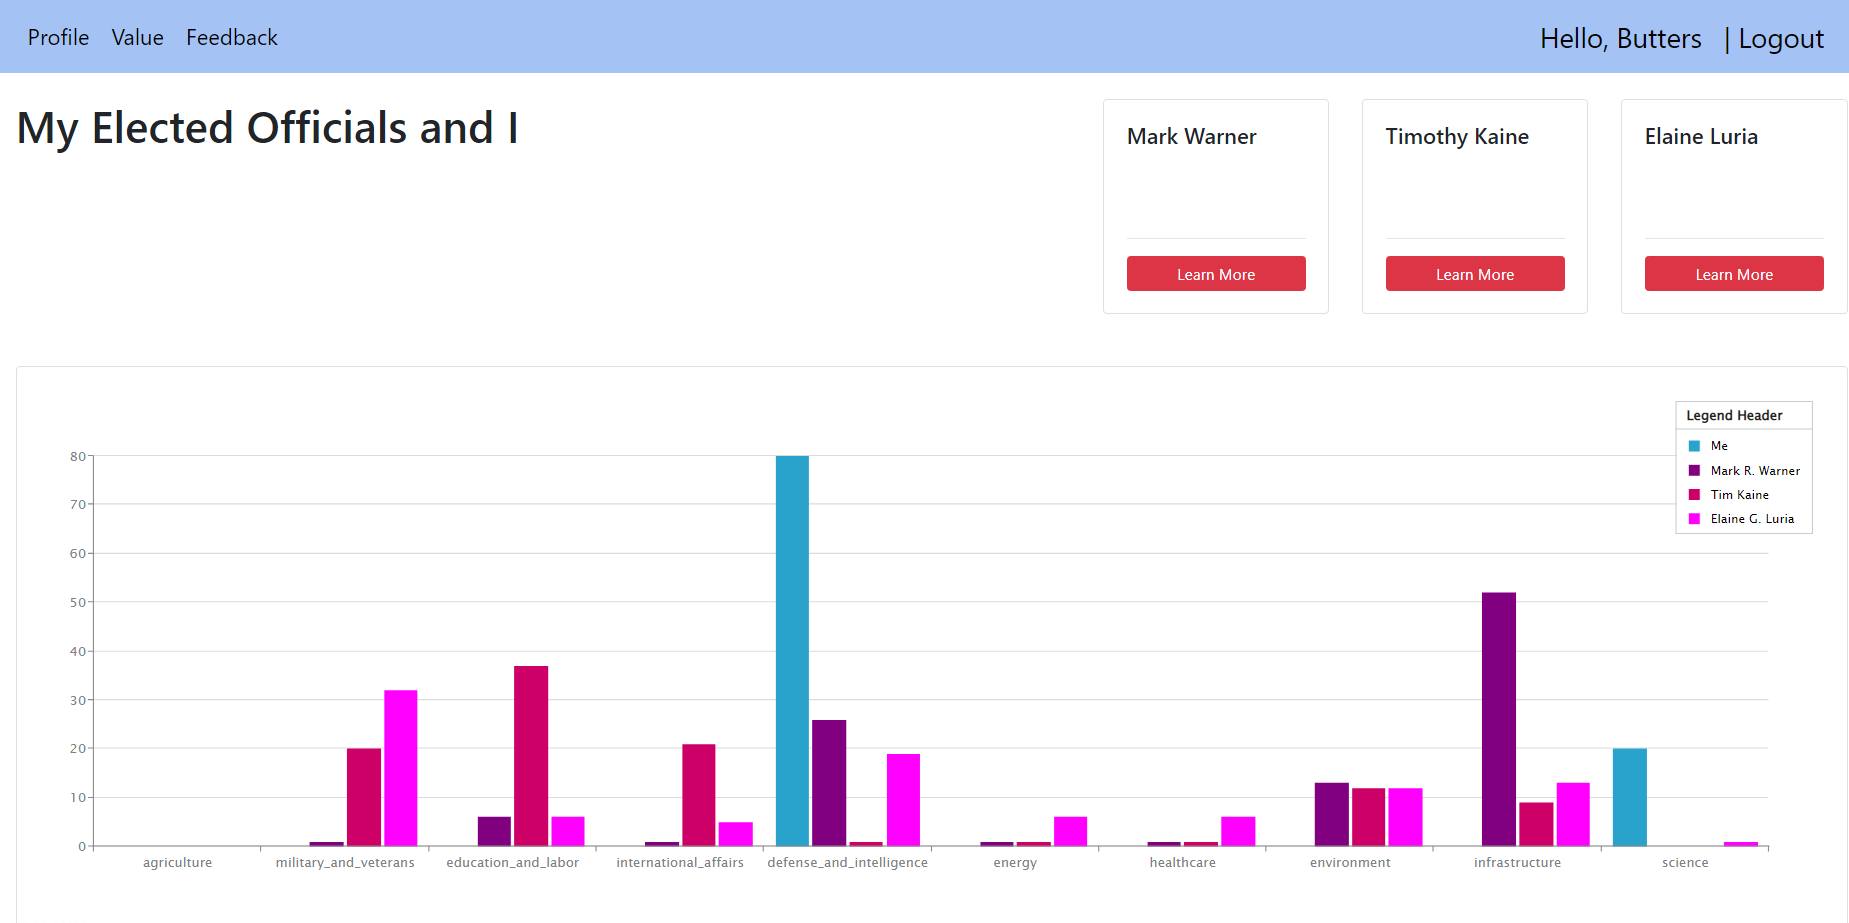 Profile Value Feedback Hello, Butters | Logout
My Elected Officials and I
Mark Warner
Learn More
Timothy Kaine
Learn More
Elaine Luria
Learn More
Legend Header
Me
Mark R. Warner
Tim Kaine
Elaine G. Luria
80
70
60
50
40
30
20
10
0
agriculture military_and_veterans education_and_labor international_affairs defense_and_intelligence energy healthcare environment infrastructure science